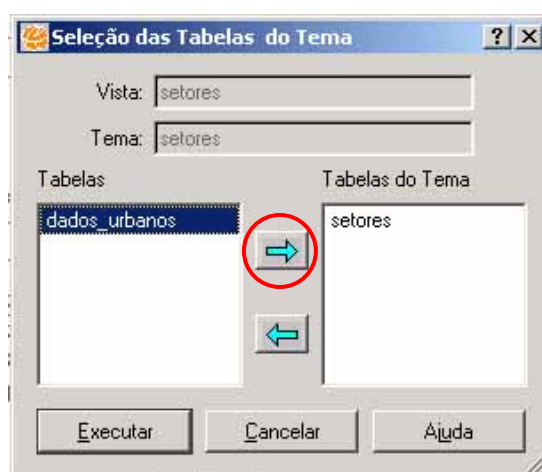 Seleção das Tabelas do Tema
Vista: setores
Tema: setores
Tabelas
Tabelas do Tema
dados_urbanos
setores
Executar
Cancelar
Ajuda